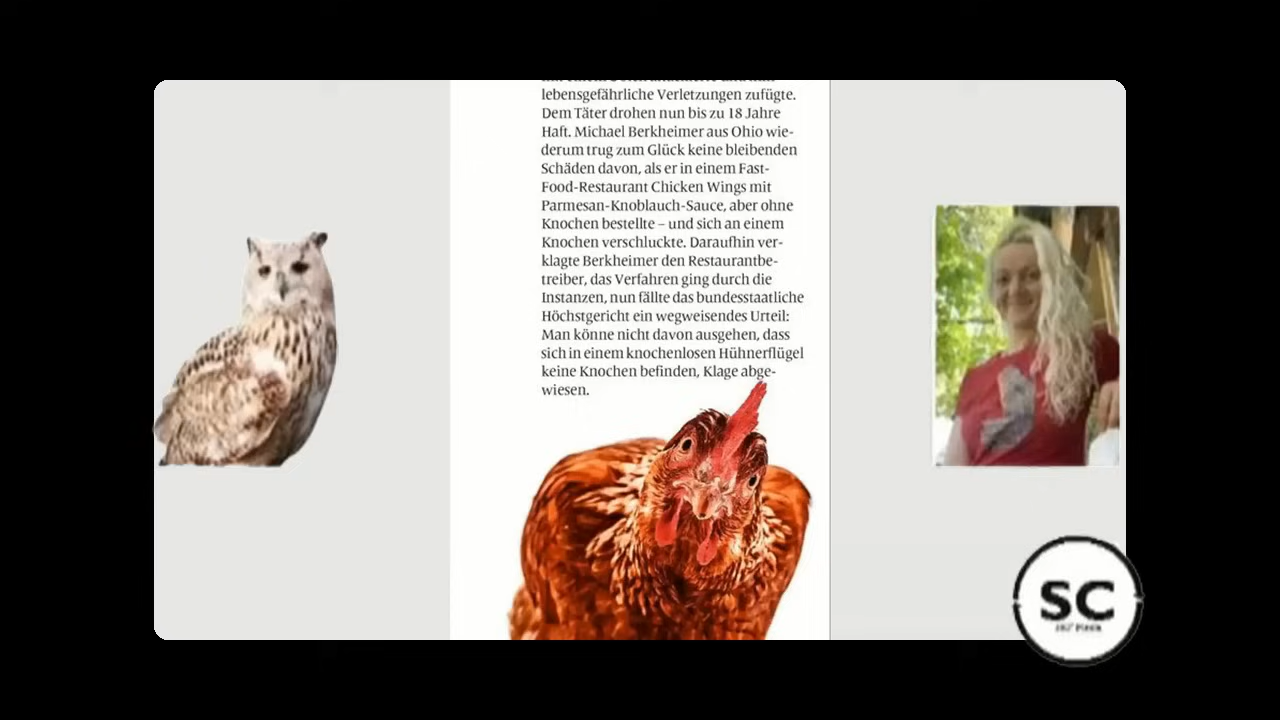 lebensgefährliche Verletzungen zufügte.
Dem Täter drohen nun bis zu 18 Jahre
Haft. Michael Berkheimer aus Ohio wie-
derum trug zum Glück keine bleibenden
Schäden davon, als er in einem Fast-
Food-Restaurant Chicken Wings mit
Parmesan-Knoblauch-Sauce, aber ohne
Knochen bestellte – und sich an einem
Knochen verschluckte. Daraufhin ver-
klagte Berkheimer den Restaurantbe-
treiber, das Verfahren ging durch die
Instanzen, nun fällte das bundesstaatliche
Höchstgericht ein wegweisendes Urteil:
Man könne nicht davon ausgehen, dass
sich in einem knochenlosen Hühnerflügel
keine Knochen befinden, Klage abge-
wiesen.
SC